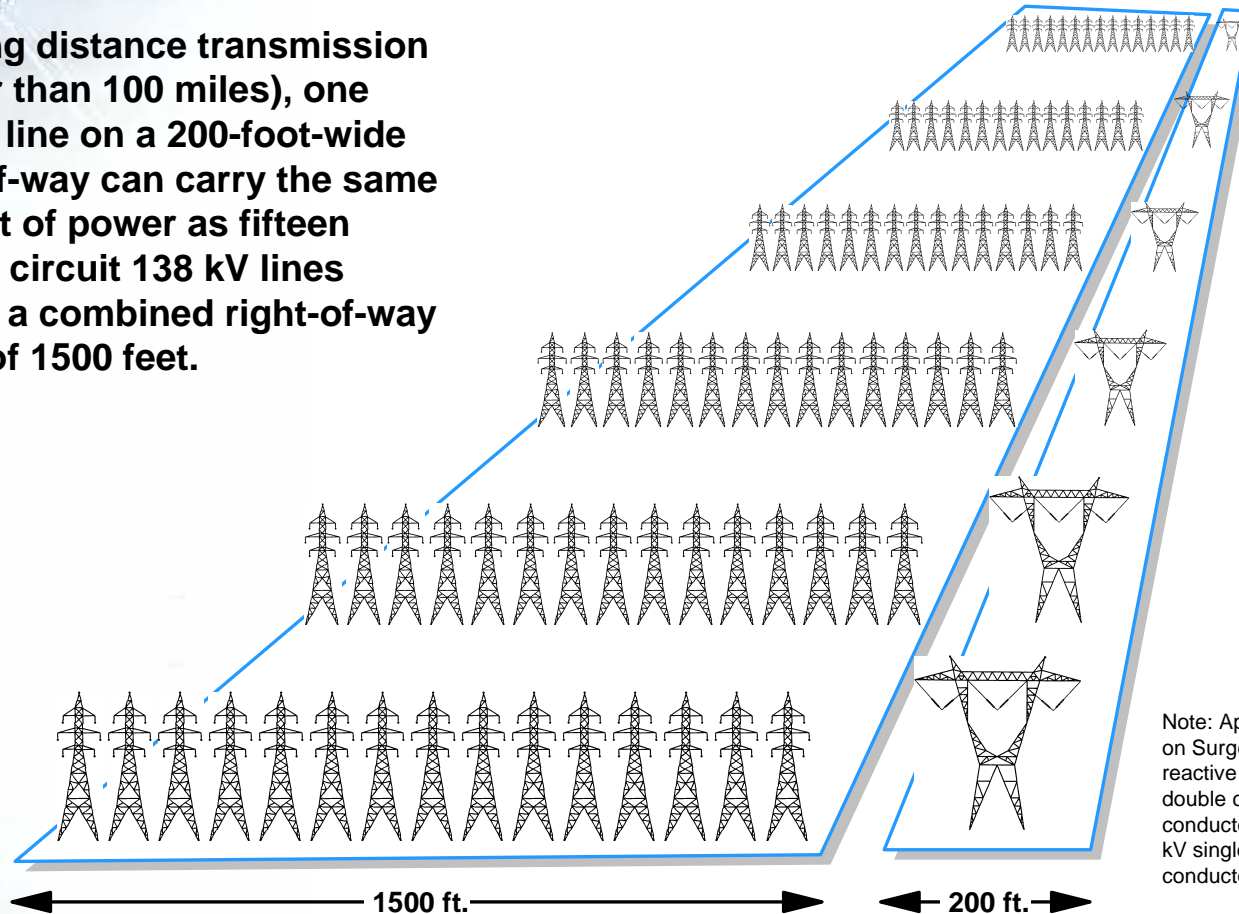 ng distance transmission
than 100 miles), one
line on a 200-foot-wide
f-way can carry the same
t of power as fifteen
circuit 138 kV lines
a combined right-of-way
of 1500 feet.
Note: Ap
on Surge
reactive
double c
conducto
kV single
conducto
1500 ft.
200 ft.